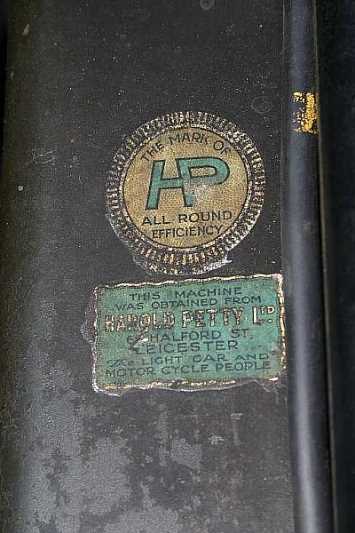 THE MARK OF
HP
ALL ROUND
EFFICIENCY
THIS MACHINE
WAS OBTAINED FROM
HAROLD PETTY LTD
HALFORD ST.
LEICESTER
THE LIGHT CAR AND
MOTOR CYCLE PEOPLE